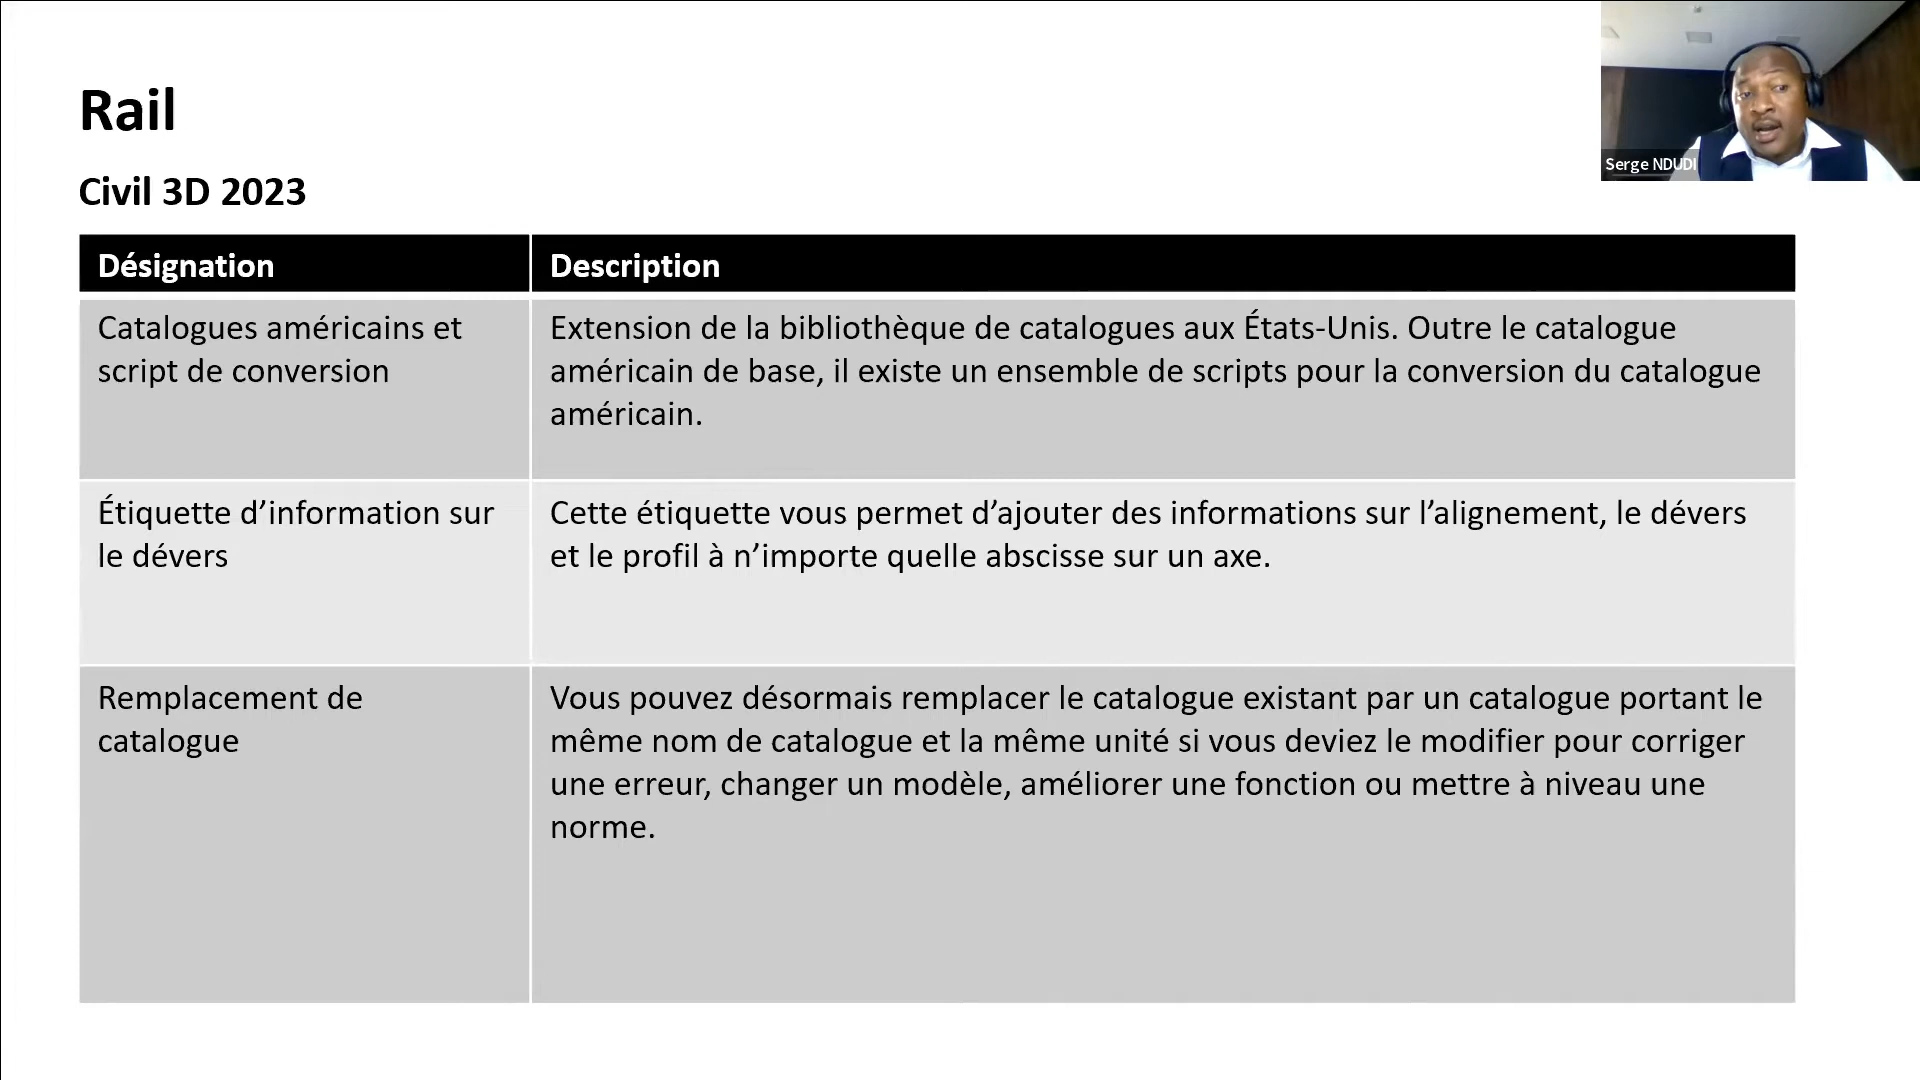 Rail
Serge NDUDI
Civil 3D 2023
Désignation
Description
Catalogues américains et
script de conversion
Extension de la bibliothèque de catalogues aux États-Unis. Outre le catalogue
américain de base, il existe un ensemble de scripts pour la conversion du catalogue
américain.
Étiquette d’information sur
le dévers
Cette étiquette vous permet d’ajouter des informations sur l’alignement, le dévers
et le profil à n’importe quelle abscisse sur un axe.
Remplacement de
catalogue
Vous pouvez désormais remplacer le catalogue existant par un catalogue portant le
même nom de catalogue et la même unité si vous deviez le modifier pour corriger
une erreur, changer un modèle, améliorer une fonction ou mettre à niveau une
norme.